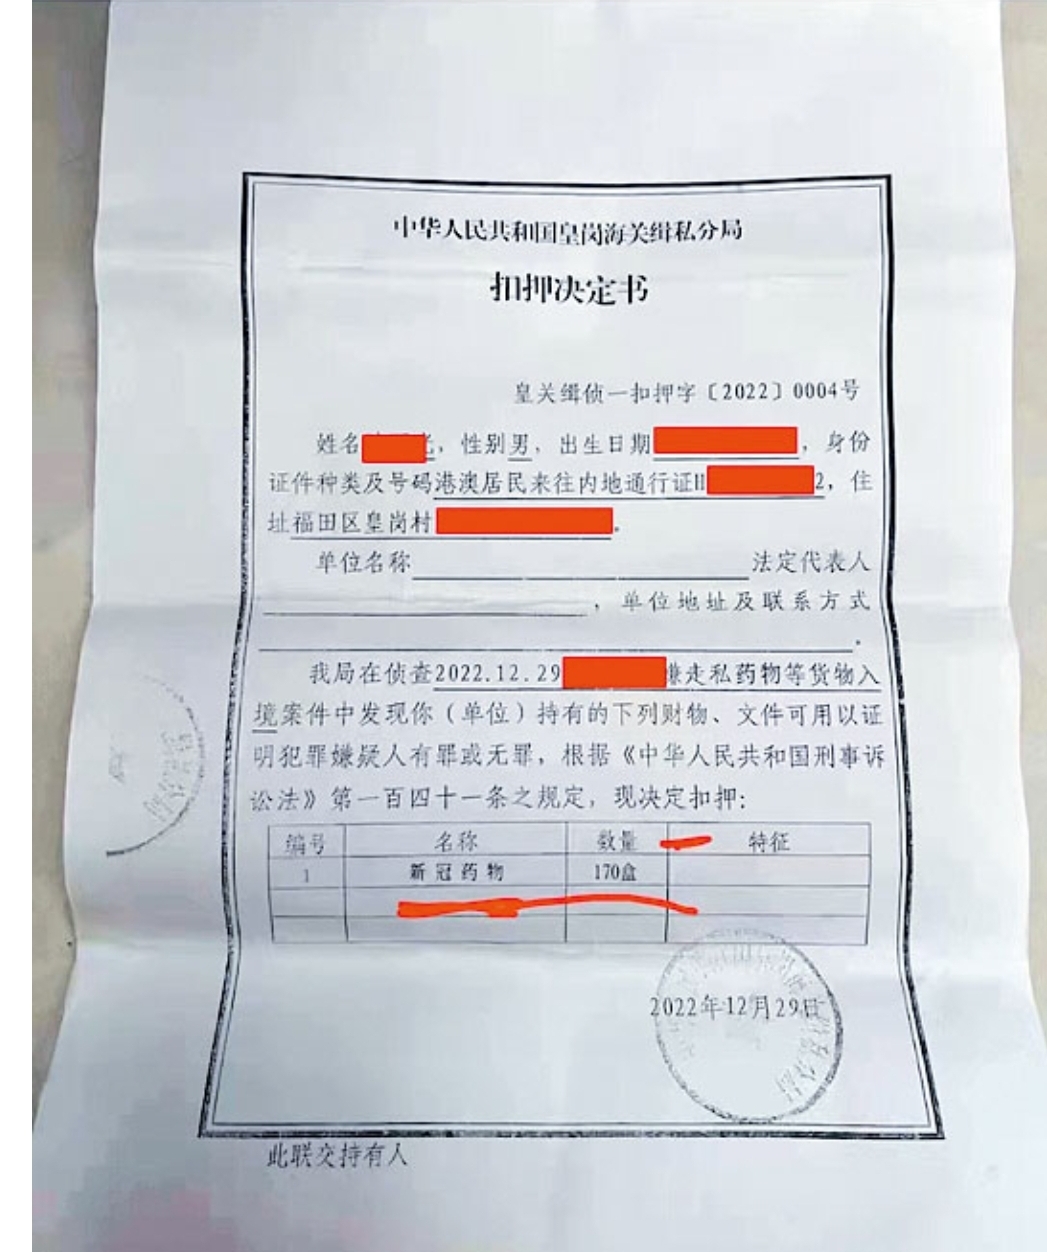 中华人民共和国皇岗海关缉私分局
扣押决定书
皇关缉侦一扣押字〔2022〕0004号
姓名 ，性别男，出生日期 ，身份
证件种类及号码港澳居民来往内地通行证H 2，住
址福田区皇岗村 。
单位名称 法定代表人
，单位地址及联系方式
。
我局在侦查2022.12.29 嫌走私药物等货物入
境案件中发现你（单位）持有的下列财物、文件可用以证
明犯罪嫌疑人有罪或无罪，根据《中华人民共和国刑事诉
讼法》第一百四十一条之规定，现决定扣押：
编号 名称 数量 特征
1 新冠药物 170盒
2022年12月29日
此联交持有人